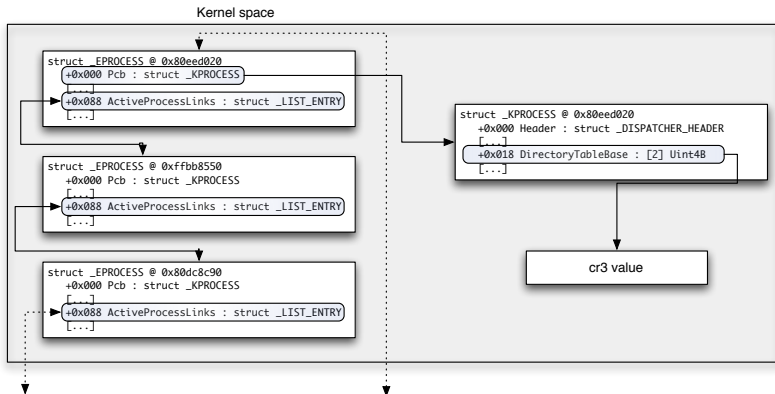 Kernel space
struct _EPROCESS @ 0x80eed020
+0x000 Pcb : struct _KPROCESS
[...]
+0x088 ActiveProcessLinks : struct _LIST_ENTRY
[...]
struct _EPROCESS @ 0xffbb8550
+0x000 Pcb : struct _KPROCESS
[...]
+0x088 ActiveProcessLinks : struct _LIST_ENTRY
[...]
struct _EPROCESS @ 0x80dc8c90
+0x000 Pcb : struct _KPROCESS
[...]
+0x088 ActiveProcessLinks : struct _LIST_ENTRY
[...]
struct _KPROCESS @ 0x80eed020
+0x000 Header : struct _DISPATCHER_HEADER
[...]
+0x018 DirectoryTableBase : [2] Uint4B
[...]
cr3 value